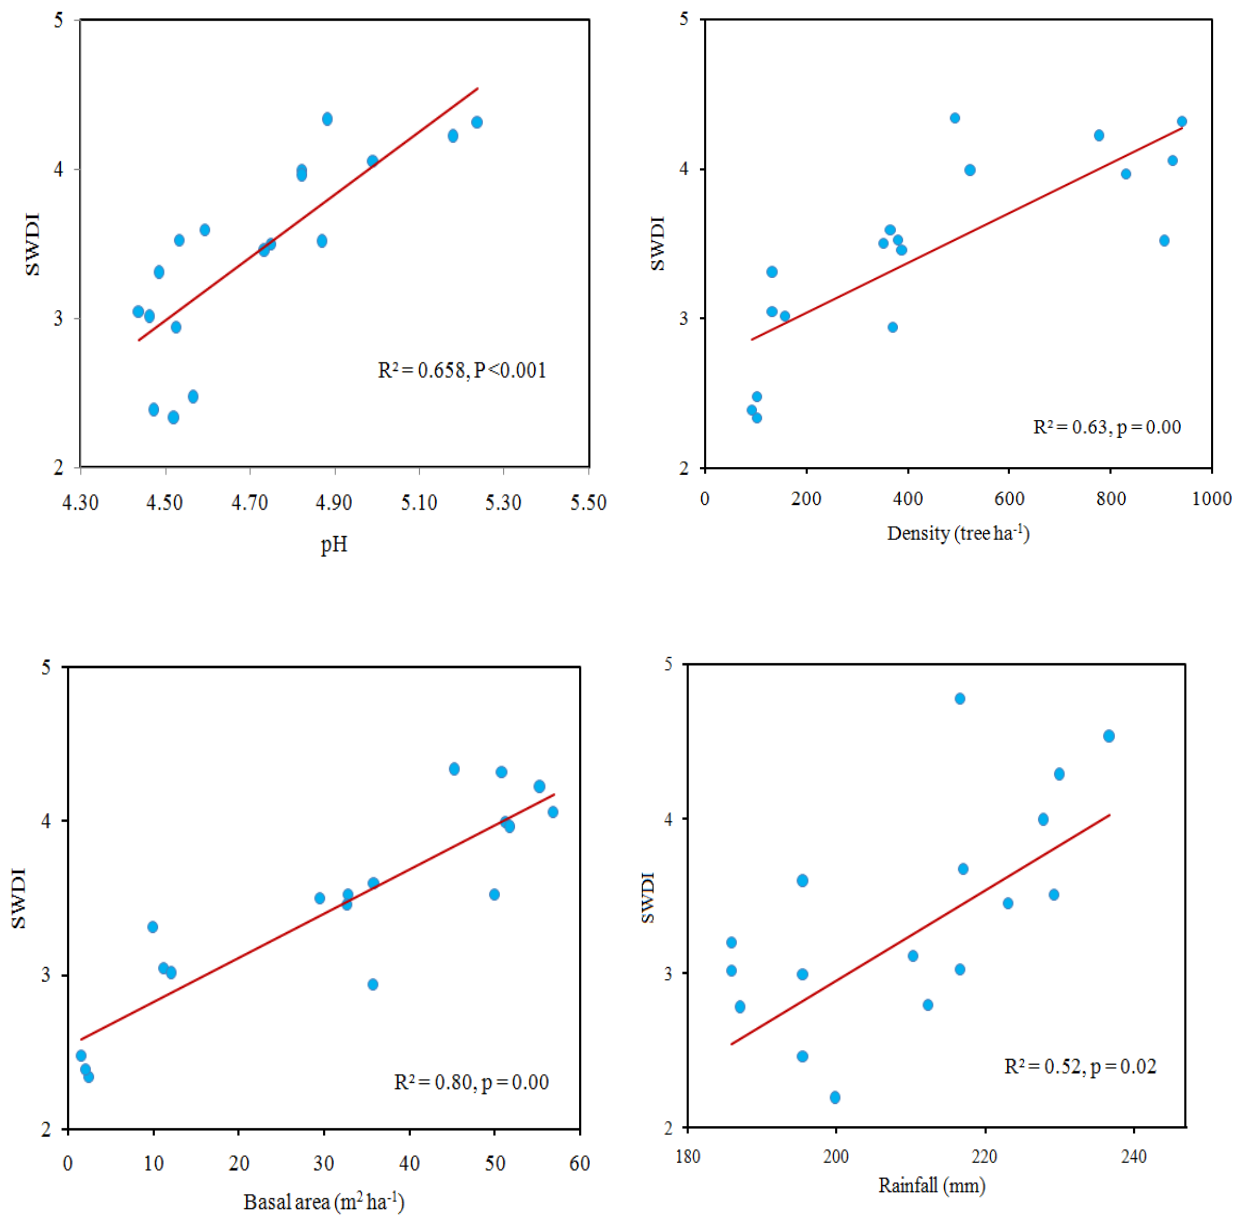 5
4
3
2
SWDI
R² = 0.658, P<0.001
4.30 4.50 4.70 4.90 5.10 5.30 5.50
pH
5
4
3
2
SWDI
R² = 0.63, p = 0.00
0 200 400 600 800 1000
Density (tree ha⁻¹)
5
4
3
2
SWDI
R² = 0.80, p = 0.00
0 10 20 30 40 50 60
Basal area (m² ha⁻¹)
5
4
3
2
SWDI
R² = 0.52, p = 0.02
180 200 220 240
Rainfall (mm)